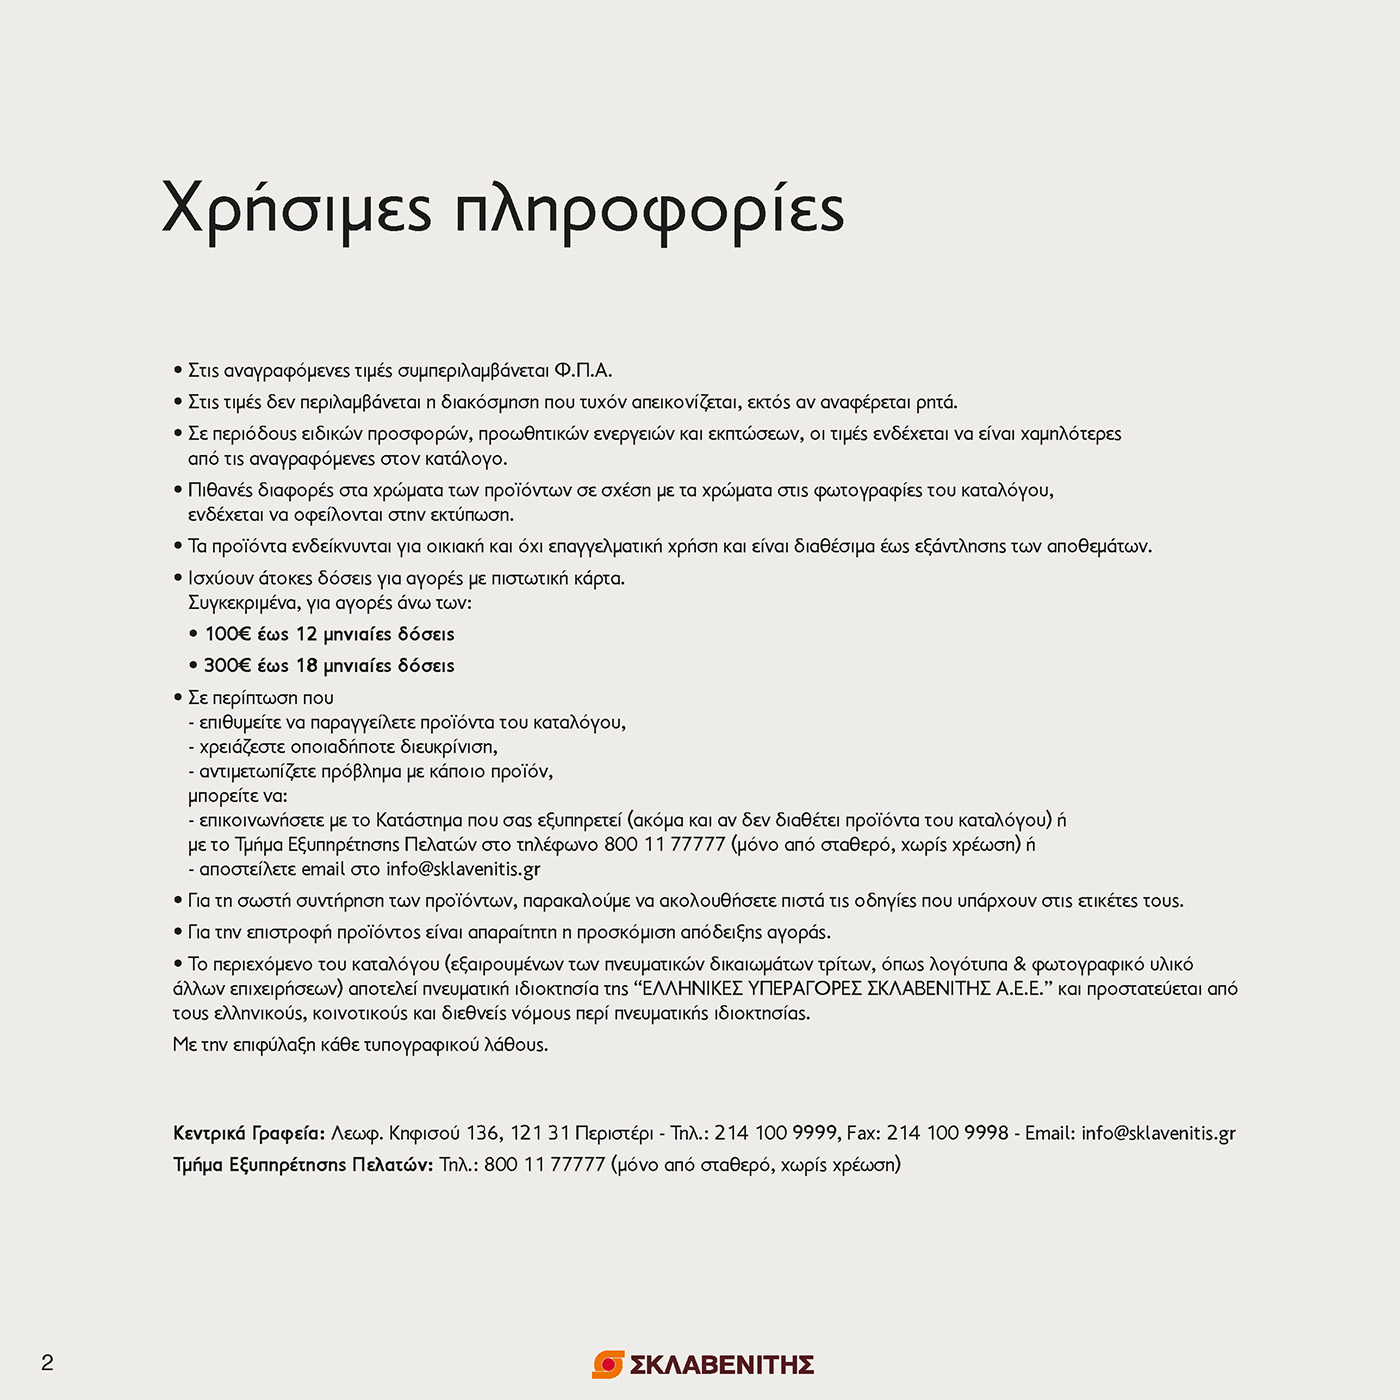 Χρήσιμες πληροφορίες
• Στις αναγραφόμενες τιμές συμπεριλαμβάνεται Φ.Π.Α.
• Στις τιμές δεν περιλαμβάνεται η διακόσμηση που τυχόν απεικονίζεται, εκτός αν αναφέρεται ρητά.
• Σε περιόδους ειδικών προσφορών, προωθητικών ενεργειών και εκπτώσεων, οι τιμές ενδέχεται να είναι χαμηλότερες
από τις αναγραφόμενες στον κατάλογο.
• Πιθανές διαφορές στα χρώματα των προϊόντων σε σχέση με τα χρώματα στις φωτογραφίες του καταλόγου,
ενδέχεται να οφείλονται στην εκτύπωση.
• Τα προϊόντα ενδείκνυνται για οικιακή και όχι επαγγελματική χρήση και είναι διαθέσιμα έως εξάντλησης των αποθεμάτων.
• Ισχύουν άτοκες δόσεις για αγορές με πιστωτική κάρτα.
Συγκεκριμένα, για αγορές άνω των:
• 100€ έως 12 μηνιαίες δόσεις
• 300€ έως 18 μηνιαίες δόσεις
• Σε περίπτωση που
- επιθυμείτε να παραγγείλετε προϊόντα του καταλόγου,
- χρειάζεστε οποιαδήποτε διευκρίνιση,
- αντιμετωπίζετε πρόβλημα με κάποιο προϊόν,
μπορείτε να:
- επικοινωνήσετε με το Κατάστημα που σας εξυπηρετεί (ακόμα και αν δεν διαθέτει προϊόντα του καταλόγου) ή
με το Τμήμα Εξυπηρέτησης Πελατών στο τηλέφωνο 800 11 77777 (μόνο από σταθερό, χωρίς χρέωση) ή
- αποστείλετε email στο info@sklavenitis.gr
• Για τη σωστή συντήρηση των προϊόντων, παρακαλούμε να ακολουθήσετε πιστά τις οδηγίες που υπάρχουν στις ετικέτες τους.
• Για την επιστροφή προϊόντος είναι απαραίτητη η προσκόμιση απόδειξης αγοράς.
• Το περιεχόμενο του καταλόγου (εξαιρουμένων των πνευματικών δικαιωμάτων τρίτων, όπως λογότυπα & φωτογραφικό υλικό
άλλων επιχειρήσεων) αποτελεί πνευματική ιδιοκτησία της “ΕΛΛΗΝΙΚΕΣ ΥΠΕΡΑΓΟΡΕΣ ΣΚΛΑΒΕΝΙΤΗΣ Α.Ε.Ε.” και προστατεύεται από
τους ελληνικούς, κοινοτικούς και διεθνείς νόμους περί πνευματικής ιδιοκτησίας.
Με την επιφύλαξη κάθε τυπογραφικού λάθους.
Κεντρικά Γραφεία: Λεωφ. Κηφισού 136, 121 31 Περιστέρι - Τηλ.: 214 100 9999, Fax: 214 100 9998 - Email: info@sklavenitis.gr
Τμήμα Εξυπηρέτησης Πελατών: Τηλ.: 800 11 77777 (μόνο από σταθερό, χωρίς χρέωση)
2
ΣΚΛΑΒΕΝΙΤΗΣ